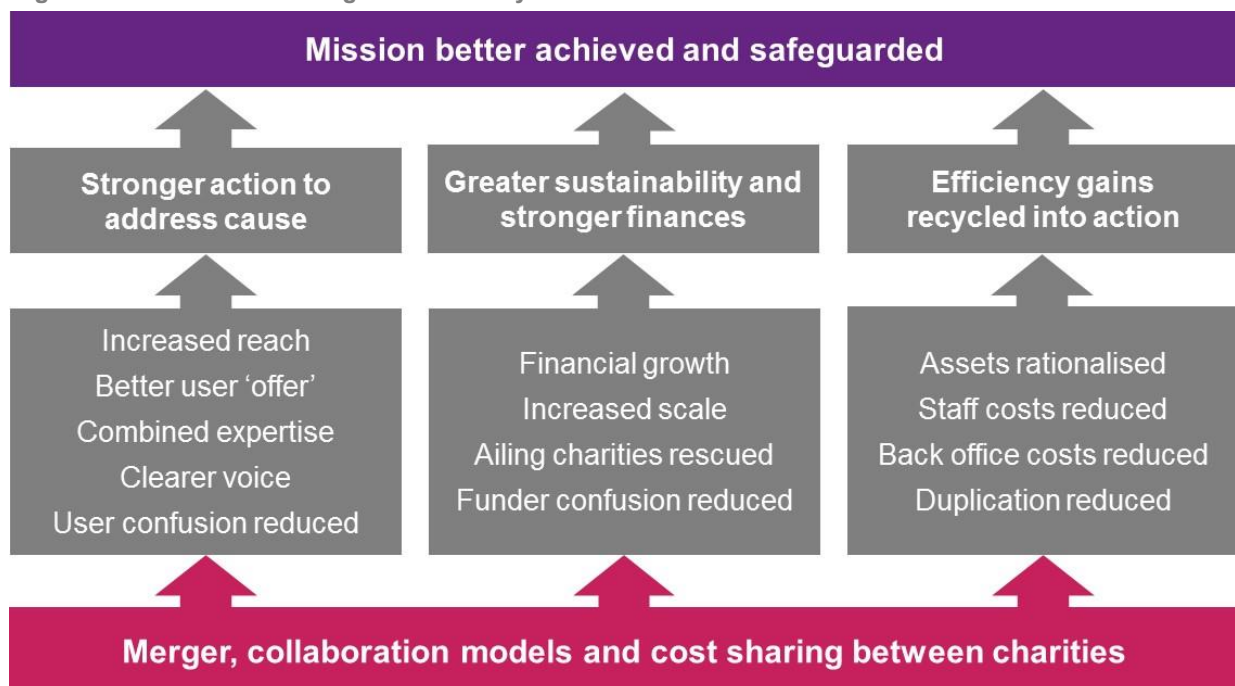 Mission better achieved and safeguarded
Stronger action to
address cause
Greater sustainability and
stronger finances
Efficiency gains
recycled into action
Increased reach
Better user ‘offer’
Combined expertise
Clearer voice
User confusion reduced
Financial growth
Increased scale
Ailing charities rescued
Funder confusion reduced
Assets rationalised
Staff costs reduced
Back office costs reduced
Duplication reduced
Merger, collaboration models and cost sharing between charities